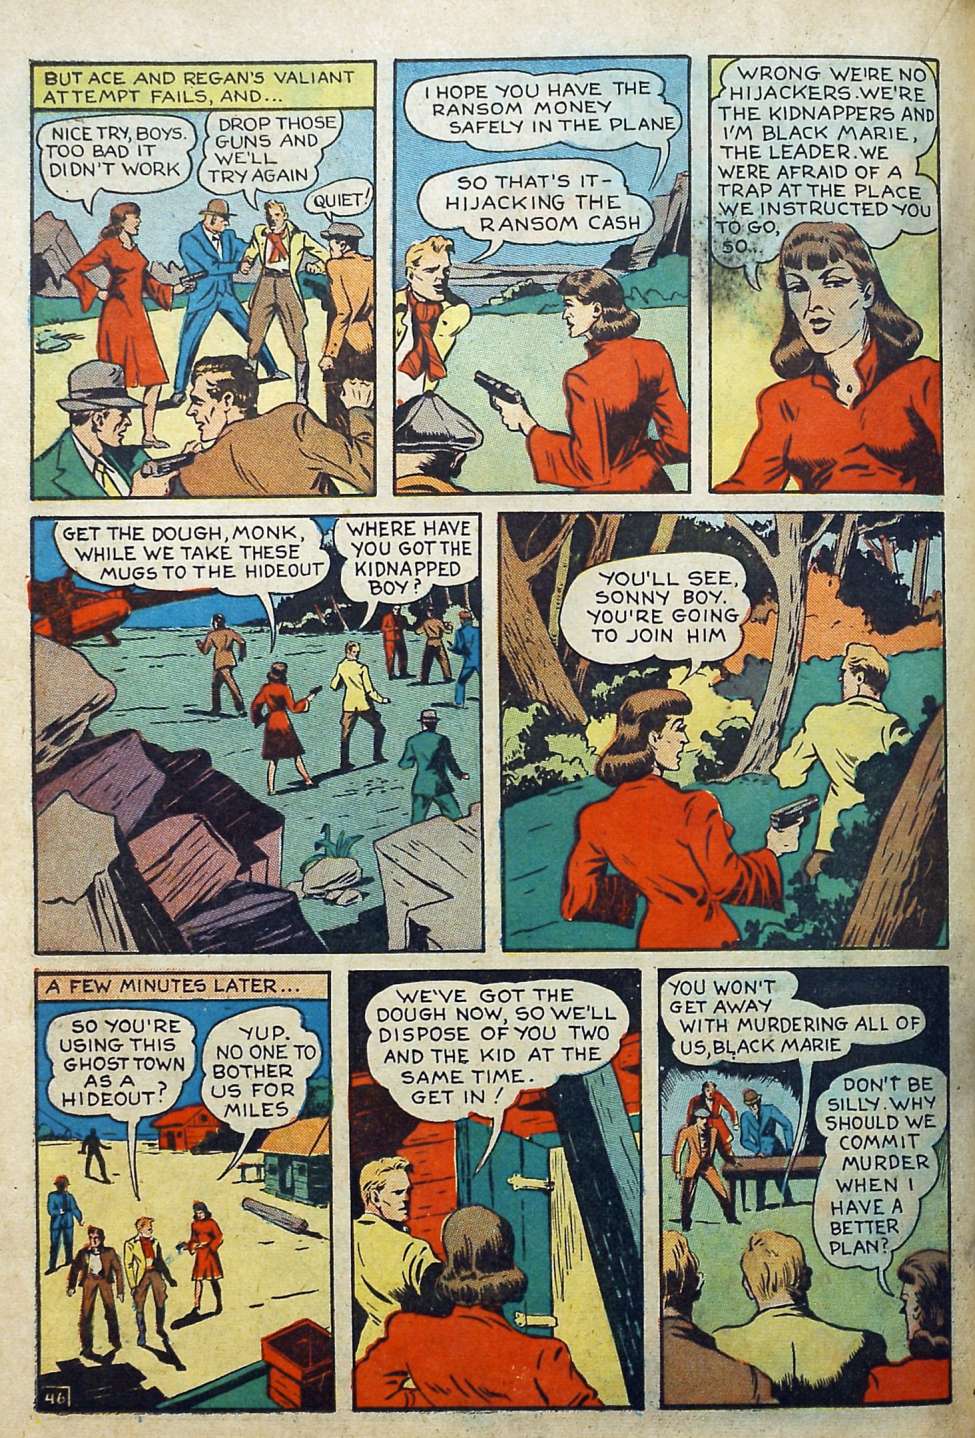 BUT ACE AND REGAN'S VALIANT
ATTEMPT FAILS, AND...
NICE TRY, BOYS.
TOO BAD IT
DIDN'T WORK
DROP THOSE
GUNS AND
WE'LL
TRY AGAIN
QUIET!
I HOPE YOU HAVE THE
RANSOM MONEY
SAFELY IN THE PLANE
SO THAT'S IT-
HIJACKING THE
RANSOM CASH
WRONG WE'RE NO
HIJACKERS. WE'RE
THE KIDNAPPERS AND
I'M BLACK MARIE,
THE LEADER. WE
WERE AFRAID OF A
TRAP AT THE PLACE
WE INSTRUCTED YOU
TO GO,
SO...
GET THE DOUGH, MONK,
WHILE WE TAKE THESE
MUGS TO THE HIDEOUT
WHERE HAVE
YOU GOT THE
KIDNAPPED
BOY?
YOU'LL SEE,
SONNY BOY.
YOU'RE GOING
TO JOIN HIM
A FEW MINUTES LATER...
SO YOU'RE
USING THIS
GHOST TOWN
AS A
HIDEOUT?
YUP.
NO ONE TO
BOTHER
US FOR
MILES
WE'VE GOT THE
DOUGH NOW, SO WE'LL
DISPOSE OF YOU TWO
AND THE KID AT THE
SAME TIME.
GET IN!
YOU WON'T
GET AWAY
WITH MURDERING ALL OF
US, BLACK MARIE
DON'T BE
SILLY. WHY
SHOULD WE
COMMIT
MURDER
WHEN I
HAVE A
BETTER
PLAN?
46